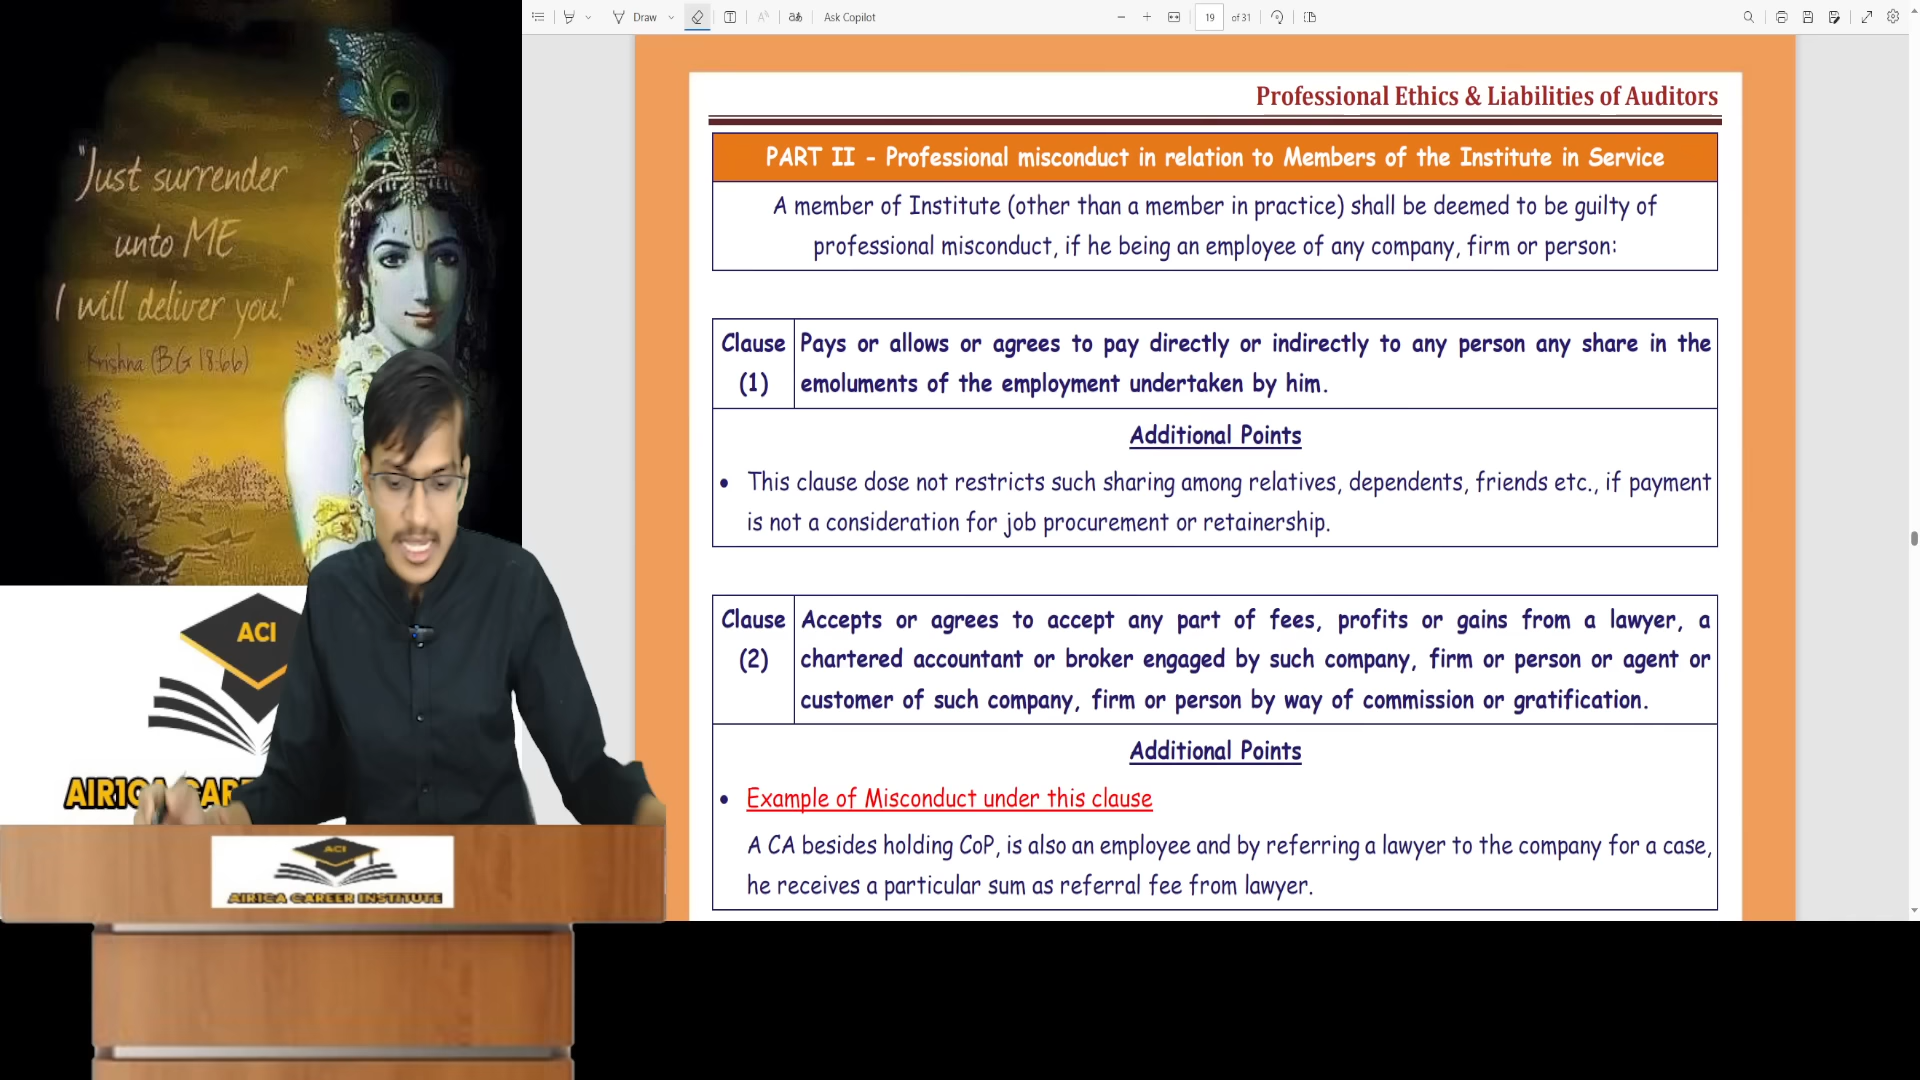 Draw
Ask Copilot
19
of 31
Professional Ethics & Liabilities of Auditors
PART II - Professional misconduct in relation to Members of the Institute in Service
A member of Institute (other than a member in practice) shall be deemed to be guilty of
professional misconduct, if he being an employee of any company, firm or person:
Clause
(1)
Pays or allows or agrees to pay directly or indirectly to any person any share in the
emoluments of the employment undertaken by him.
Additional Points
• This clause dose not restricts such sharing among relatives, dependents, friends etc., if payment
is not a consideration for job procurement or retainership.
Clause
(2)
Accepts or agrees to accept any part of fees, profits or gains from a lawyer, a
chartered accountant or broker engaged by such company, firm or person or agent or
customer of such company, firm or person by way of commission or gratification.
Additional Points
• Example of Misconduct under this clause
A CA besides holding CoP, is also an employee and by referring a lawyer to the company for a case,
he receives a particular sum as referral fee from lawyer.
"Just surrender
unto ME
I will deliver you!"
Krishna (B.G 18.66)
ACI
ACI
AIR1CA CAREER INSTITUTE